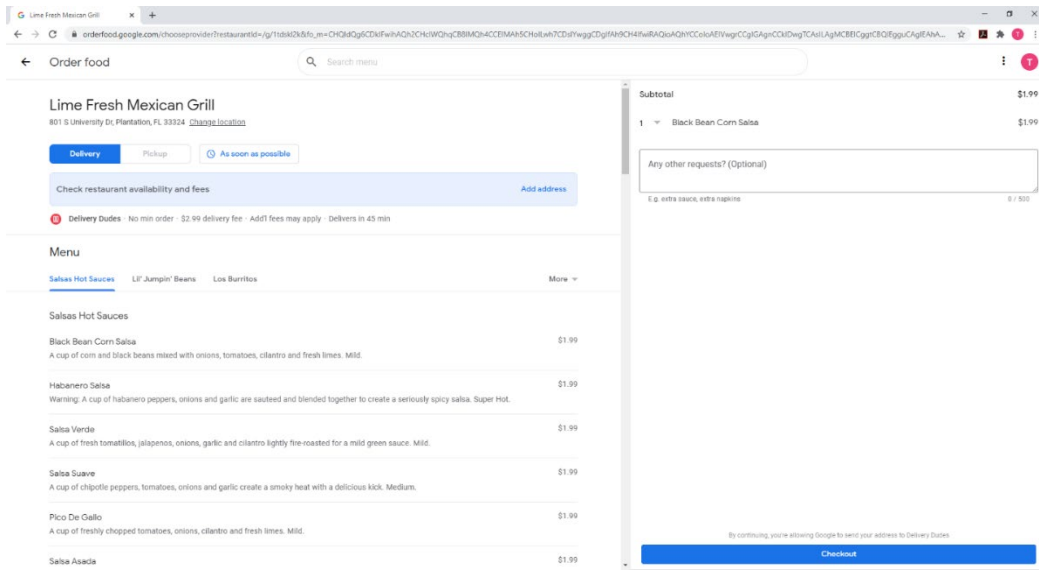 Lime Fresh Mexican Grill
Order food
Search menu
T
Lime Fresh Mexican Grill
801 S University Dr, Plantation, FL 33324 Change location
Delivery Pickup As soon as possible
Check restaurant availability and fees Add address
Delivery Dudes · No min order · $2.99 delivery fee · Add'l fees may apply · Delivers in 45 min
Menu
Salsas Hot Sauces Lil' Jumpin' Beans Los Burritos More
Salsas Hot Sauces
Black Bean Corn Salsa $1.99
A cup of corn and black beans mixed with onions, tomatoes, cilantro and fresh limes. Mild.
Habanero Salsa $1.99
Warning: A cup of habanero peppers, onions and garlic are sauteed and blended together to create a seriously spicy salsa. Super Hot.
Salsa Verde $1.99
A cup of fresh tomatillos, jalapenos, onions, garlic and cilantro lightly fire-roasted for a mild green sauce. Mild.
Salsa Suave $1.99
A cup of chipotle peppers, tomatoes, onions and garlic create a smoky heat with a delicious kick. Medium.
Pico De Gallo $1.99
A cup of freshly chopped tomatoes, onions, cilantro and fresh limes. Mild.
Salsa Asada $1.99
Subtotal $1.99
1 Black Bean Corn Salsa $1.99
Any other requests? (Optional)
E.g. extra sauce, extra napkins 0 / 500
By continuing, you're allowing Google to send your address to Delivery Dudes
Checkout